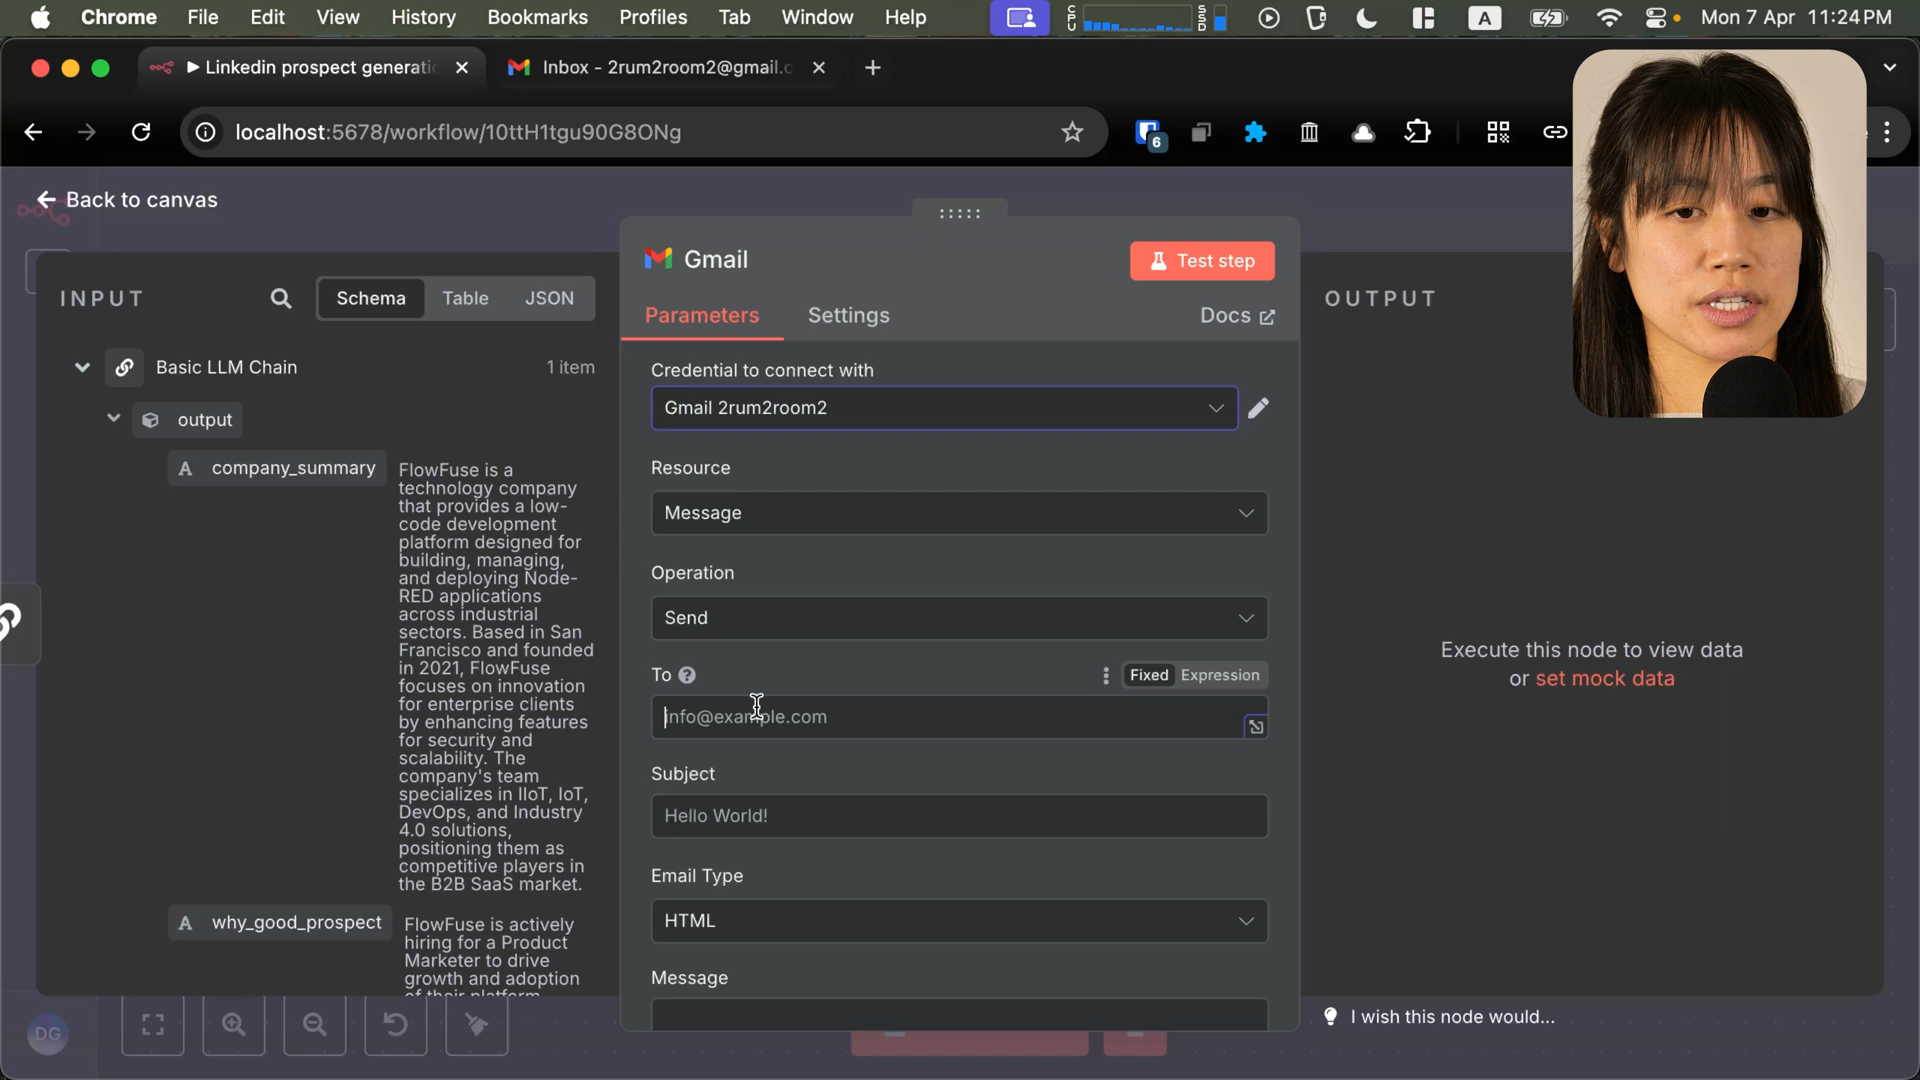 Chrome File Edit View History Bookmarks Profiles Tab Window Help CPU SSD A Mon 7 Apr 11:24 PM
Linkedin prospect generati
Inbox - 2rum2room2@gmail.c
localhost:5678/workflow/10ttH1tgu90G8ONg
6
Back to canvas
INPUT
Schema Table JSON
Basic LLM Chain 1 item
output
A company_summary
FlowFuse is a
technology company
that provides a low-
code development
platform designed for
building, managing,
and deploying Node-
RED applications
across industrial
sectors. Based in San
Francisco and founded
in 2021, FlowFuse
focuses on innovation
for enterprise clients
by enhancing features
for security and
scalability. The
company's team
specializes in IIoT, IoT,
DevOps, and Industry
4.0 solutions,
positioning them as
competitive players in
the B2B SaaS market.
A why_good_prospect
FlowFuse is actively
hiring for a Product
Marketer to drive
growth and adoption
of their platform
DG
Gmail
Test step
Parameters Settings Docs
Credential to connect with
Gmail 2rum2room2
Resource
Message
Operation
Send
To
Fixed Expression
info@example.com
Subject
Hello World!
Email Type
HTML
Message
OUTPUT
Execute this node to view data
or set mock data
I wish this node would...